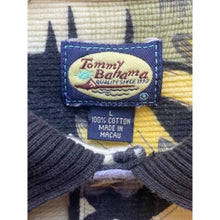 Tommy
Bahama
QUALITY SINCE 1993
L
100% COTTON
MADE IN
MACAU